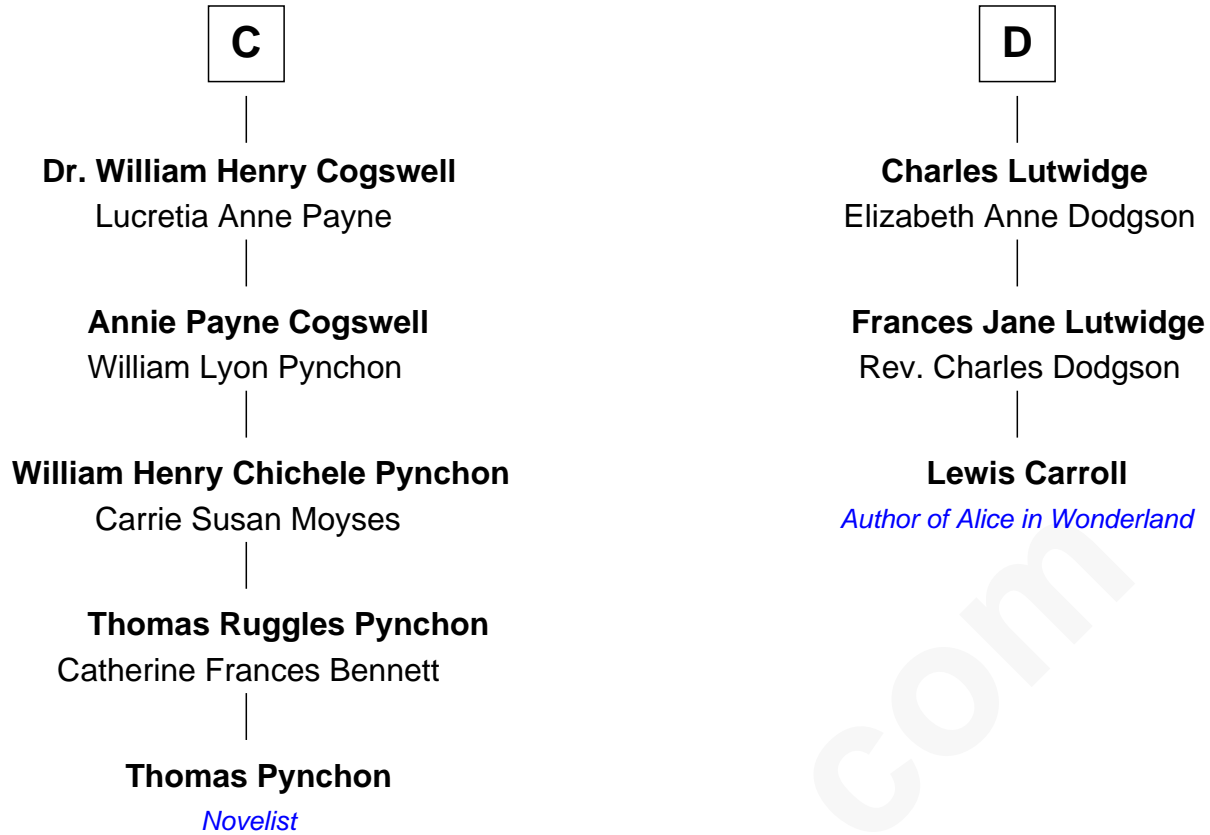 C
Dr. William Henry Cogswell
Lucretia Anne Payne
Annie Payne Cogswell
William Lyon Pynchon
William Henry Chichele Pynchon
Carrie Susan Moyses
Thomas Ruggles Pynchon
Catherine Frances Bennett
Thomas Pynchon
Novelist
D
Charles Lutwidge
Elizabeth Anne Dodgson
Frances Jane Lutwidge
Rev. Charles Dodgson
Lewis Carroll
Author of Alice in Wonderland
com